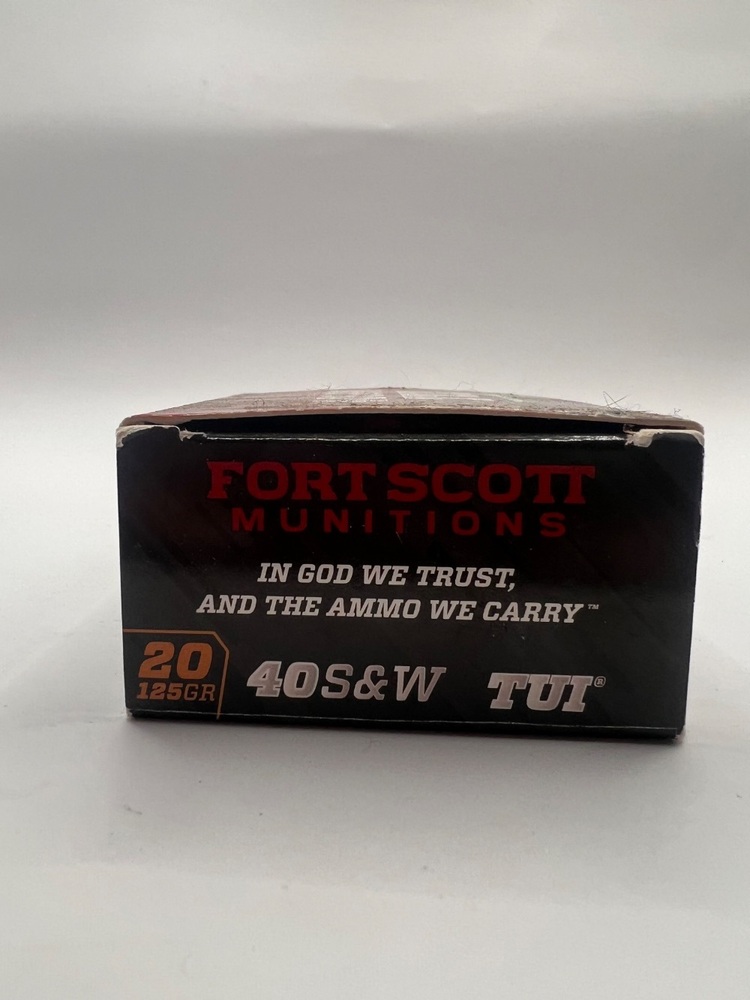 FORT SCOTT
MUNITIONS
IN GOD WE TRUST,
AND THE AMMO WE CARRY™
20
125GR
40S&W
TUI®